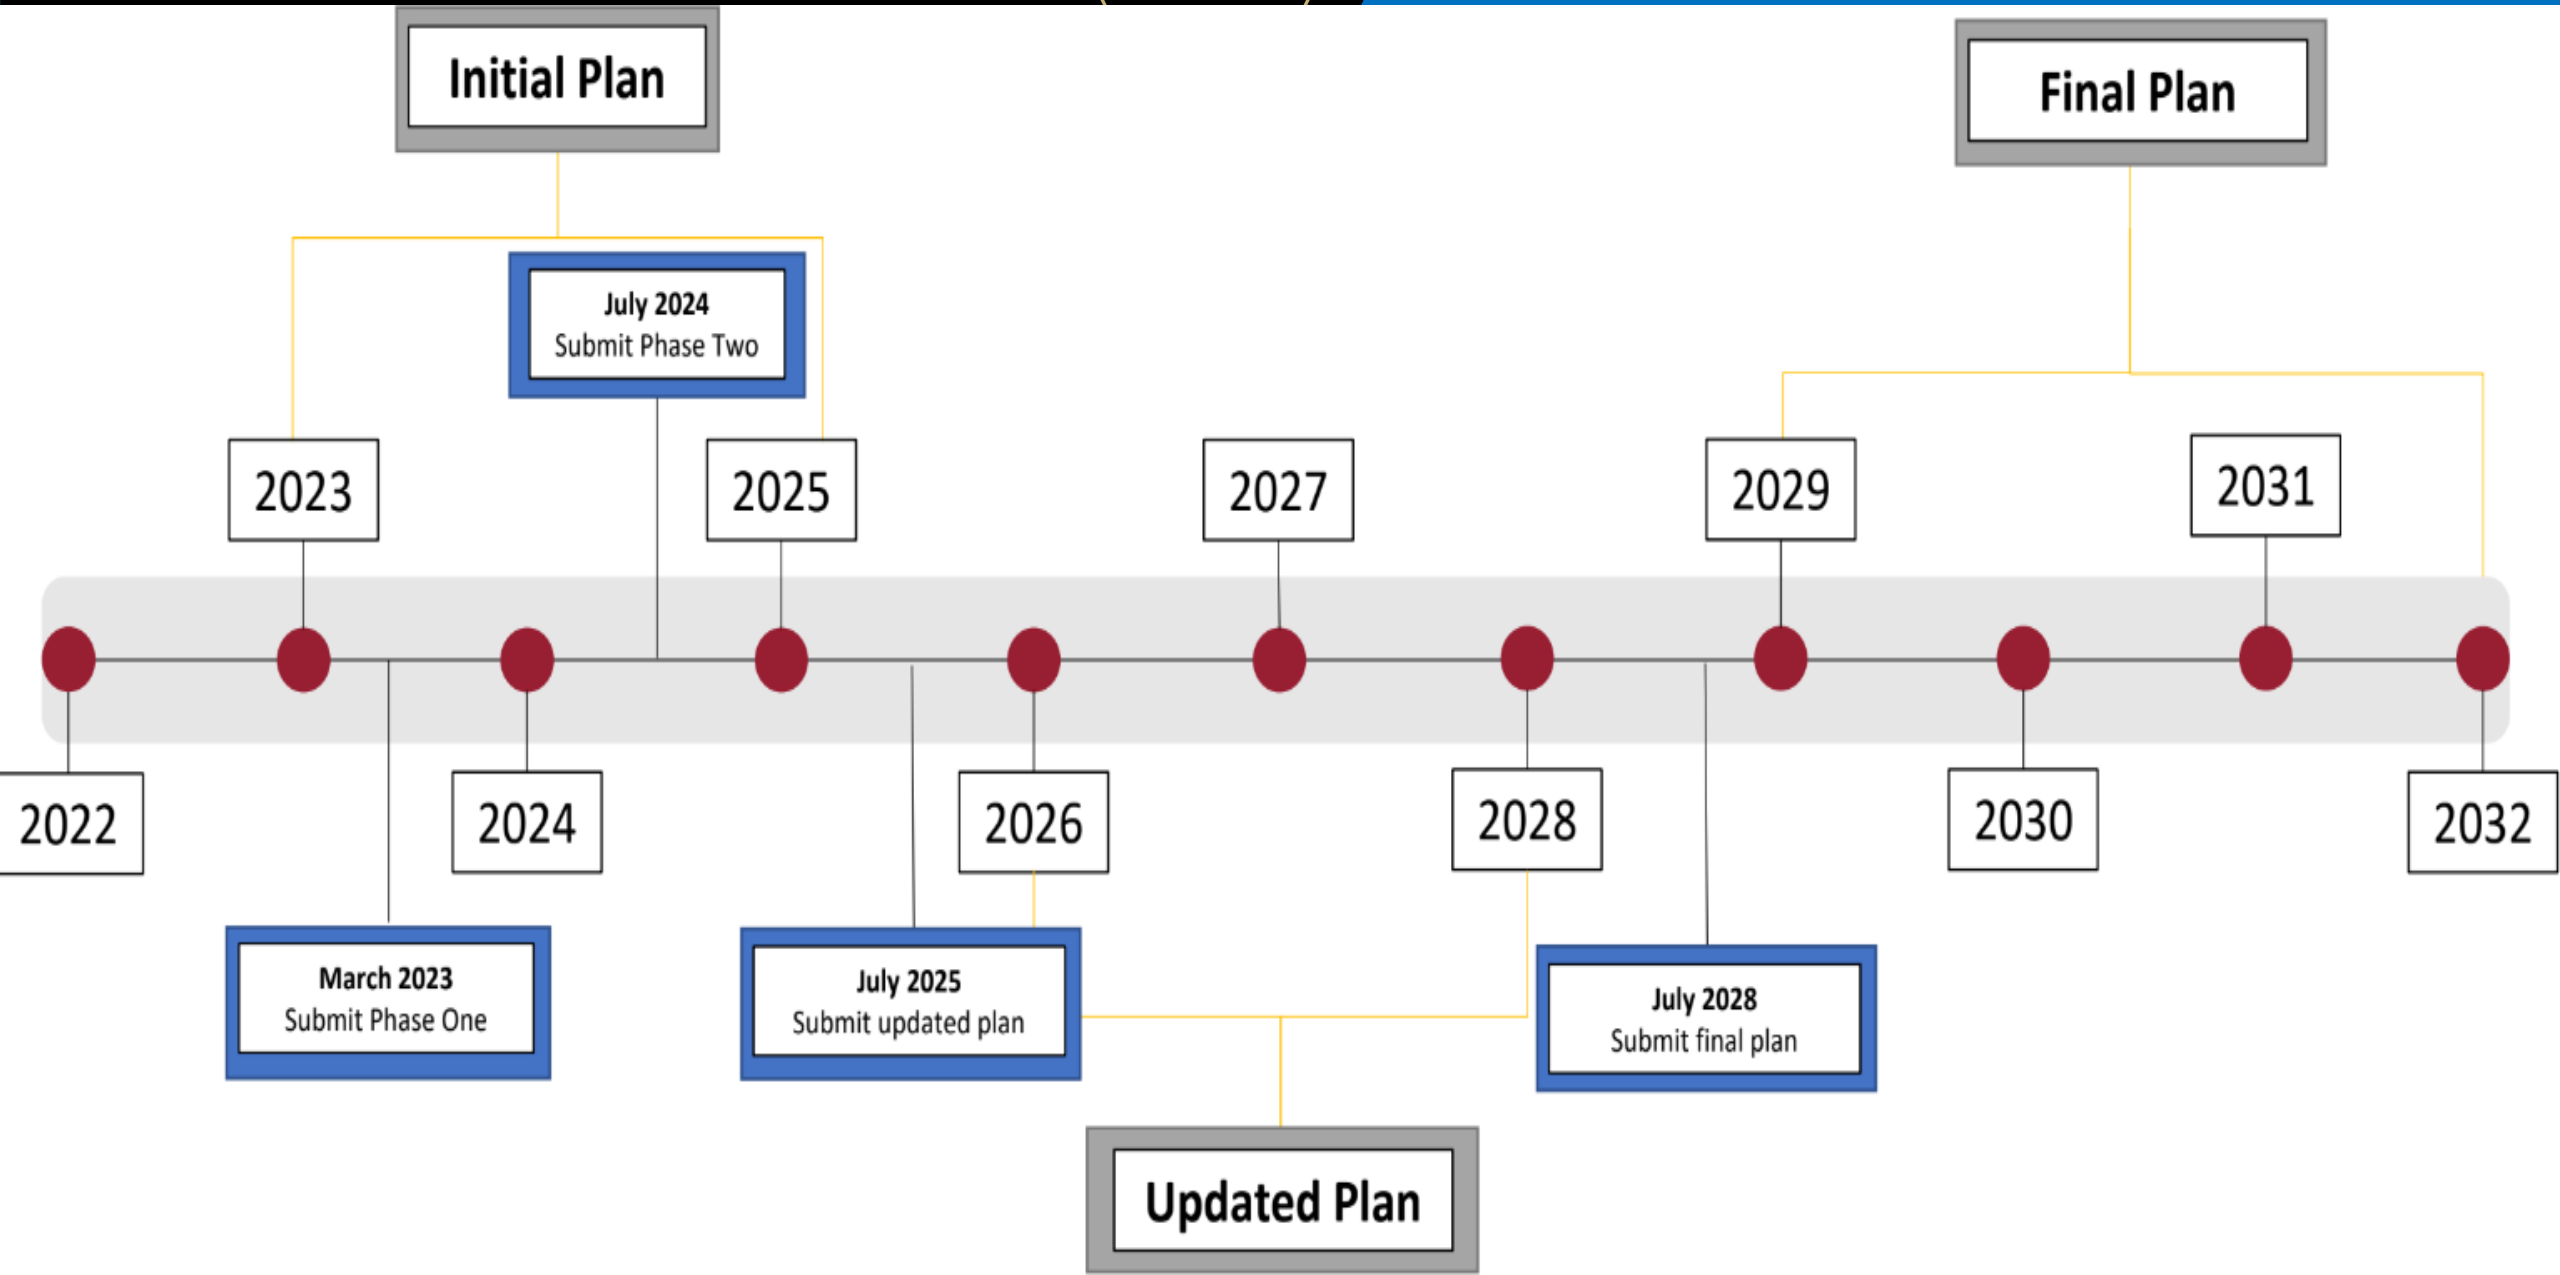 Initial Plan
Final Plan
July 2024
Submit Phase Two
2023
2025
2027
2029
2031
2022
2024
2026
2028
2030
2032
March 2023
Submit Phase One
July 2025
Submit updated plan
July 2028
Submit final plan
Updated Plan